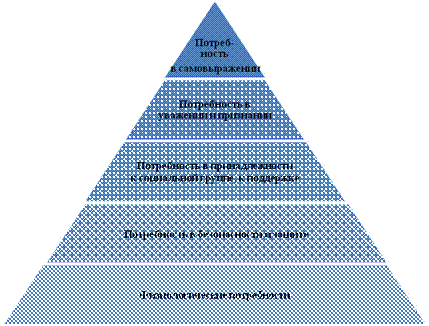 Потреб-
ность
в самовыражении
Потребность в
уважении и признании
Потребность в принадлежности
к социальной группе, к поддержке
Потребность в безопасности и защите
Физиологические потребности